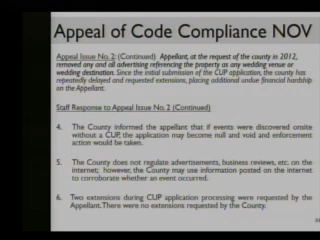 Appeal of Code Compliance NOV
Appeal Issue No. 2: (Continued) Appellant, at the request of the county in 2012,
removed any and all advertising referencing the property as any wedding venue or
wedding destination. Since the initial submission of the CUP application, the county has
repeatedly delayed and requested extensions, placing additional undue financial hardship
on the Appellant.
Staff Response to Appeal Issue No. 2 (Continued)
4. The County informed the appellant that if events were discovered onsite
without a CUP, the application may become null and void and enforcement
action would be taken.
5. The County does not regulate advertisements, business reviews, etc. on the
internet; however, the County may use information posted on the internet
to corroborate whether an event occurred.
6. Two extensions during CUP application processing were requested by the
Appellant. There were no extensions requested by the County.